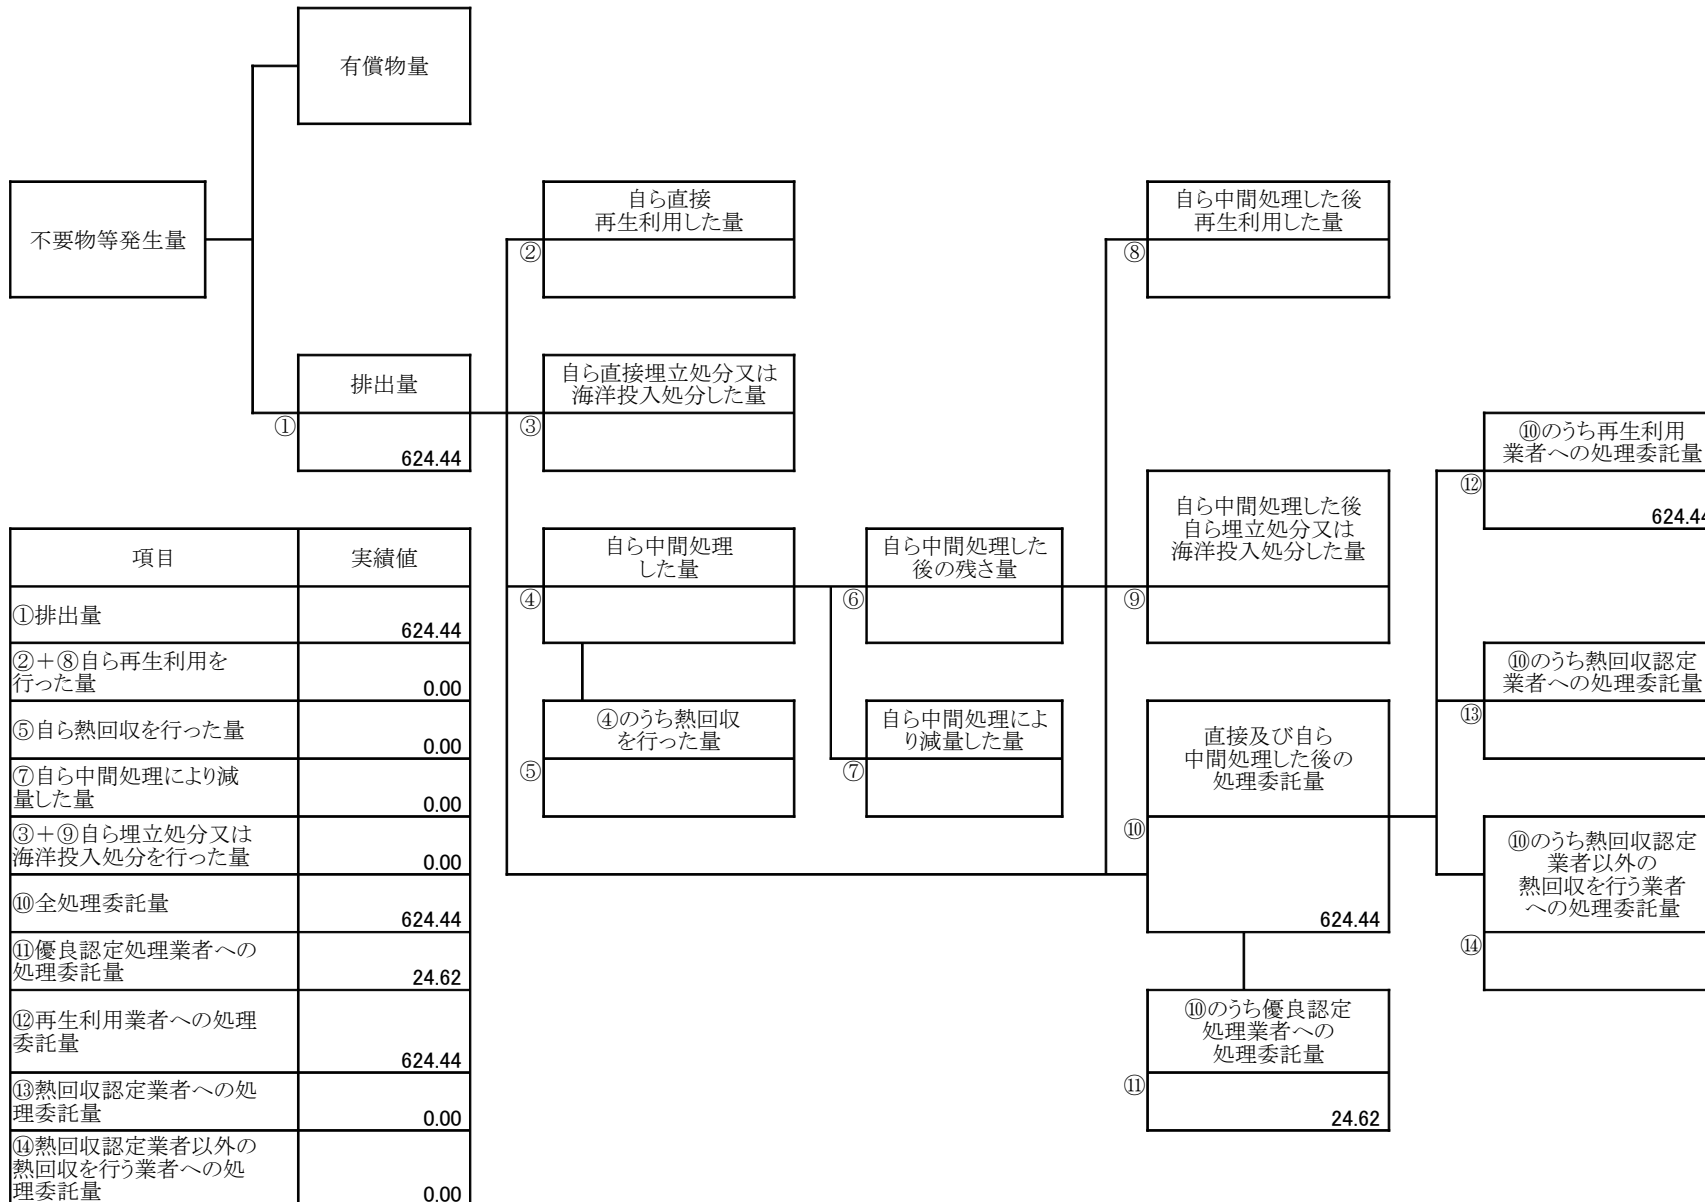 有償物量
不要物等発生量
自ら直接
再生利用した量
②
自ら中間処理した後
再生利用した量
⑧
排出量
①
624.44
自ら直接埋立処分又は
海洋投入処分した量
③
⑩のうち再生利用
業者への処理委託量
⑫
624.44
自ら中間処理
した量
④
自ら中間処理した
後の残さ量
⑥
自ら中間処理した後
自ら埋立処分又は
海洋投入処分した量
⑨
⑩のうち熱回収認定
業者への処理委託量
⑬
④のうち熱回収
を行った量
⑤
自ら中間処理によ
り減量した量
⑦
直接及び自ら
中間処理した後の
処理委託量
⑩
624.44
⑩のうち熱回収認定
業者以外の
熱回収を行う業者
への処理委託量
⑭
⑩のうち優良認定
処理業者への
処理委託量
⑪
24.62
項目 実績値
①排出量 624.44
②+⑧自ら再生利用を
行った量 0.00
⑤自ら熱回収を行った量 0.00
⑦自ら中間処理により減
量した量 0.00
③+⑨自ら埋立処分又は
海洋投入処分を行った量 0.00
⑩全処理委託量 624.44
⑪優良認定処理業者への
処理委託量 24.62
⑫再生利用業者への処理
委託量 624.44
⑬熱回収認定業者への処
理委託量 0.00
⑭熱回収認定業者以外の
熱回収を行う業者への処
理委託量 0.00